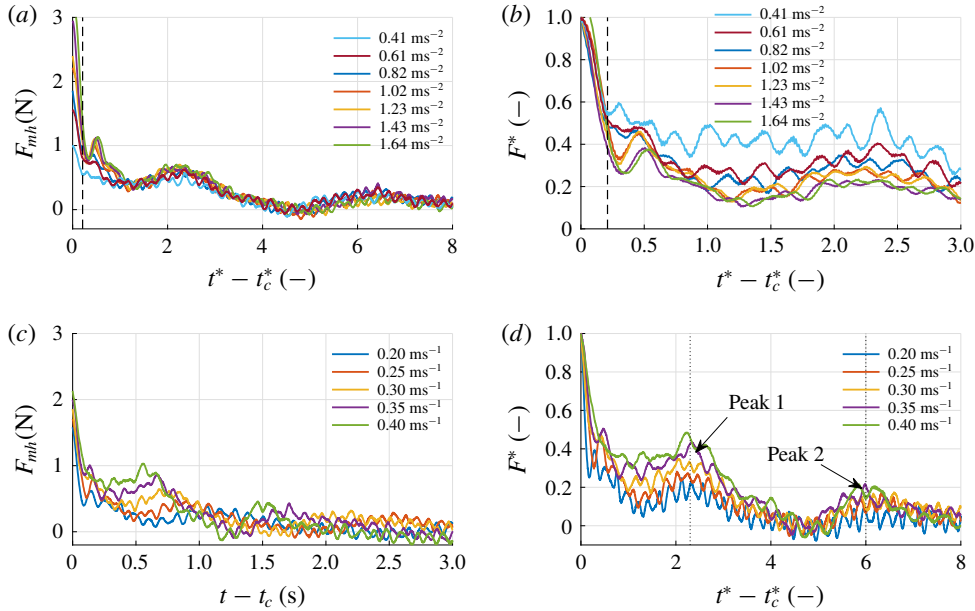 (a)
3
2
1
0
F_mh (N)
0.41 ms⁻²
0.61 ms⁻²
0.82 ms⁻²
1.02 ms⁻²
1.23 ms⁻²
1.43 ms⁻²
1.64 ms⁻²
0 2 4 6 8
t* − t*_c (−)
(b)
1.0
0.8
0.6
0.4
0.2
0
F* (−)
0.41 ms⁻²
0.61 ms⁻²
0.82 ms⁻²
1.02 ms⁻²
1.23 ms⁻²
1.43 ms⁻²
1.64 ms⁻²
0 0.5 1.0 1.5 2.0 2.5 3.0
t* − t*_c (−)
(c)
3
2
1
0
F_mh (N)
0.20 ms⁻¹
0.25 ms⁻¹
0.30 ms⁻¹
0.35 ms⁻¹
0.40 ms⁻¹
0 0.5 1.0 1.5 2.0 2.5 3.0
t − t_c (s)
(d)
1.0
0.8
0.6
0.4
0.2
0
F* (−)
0.20 ms⁻¹
0.25 ms⁻¹
0.30 ms⁻¹
0.35 ms⁻¹
0.40 ms⁻¹
Peak 1
Peak 2
0 2 4 6 8
t* − t*_c (−)